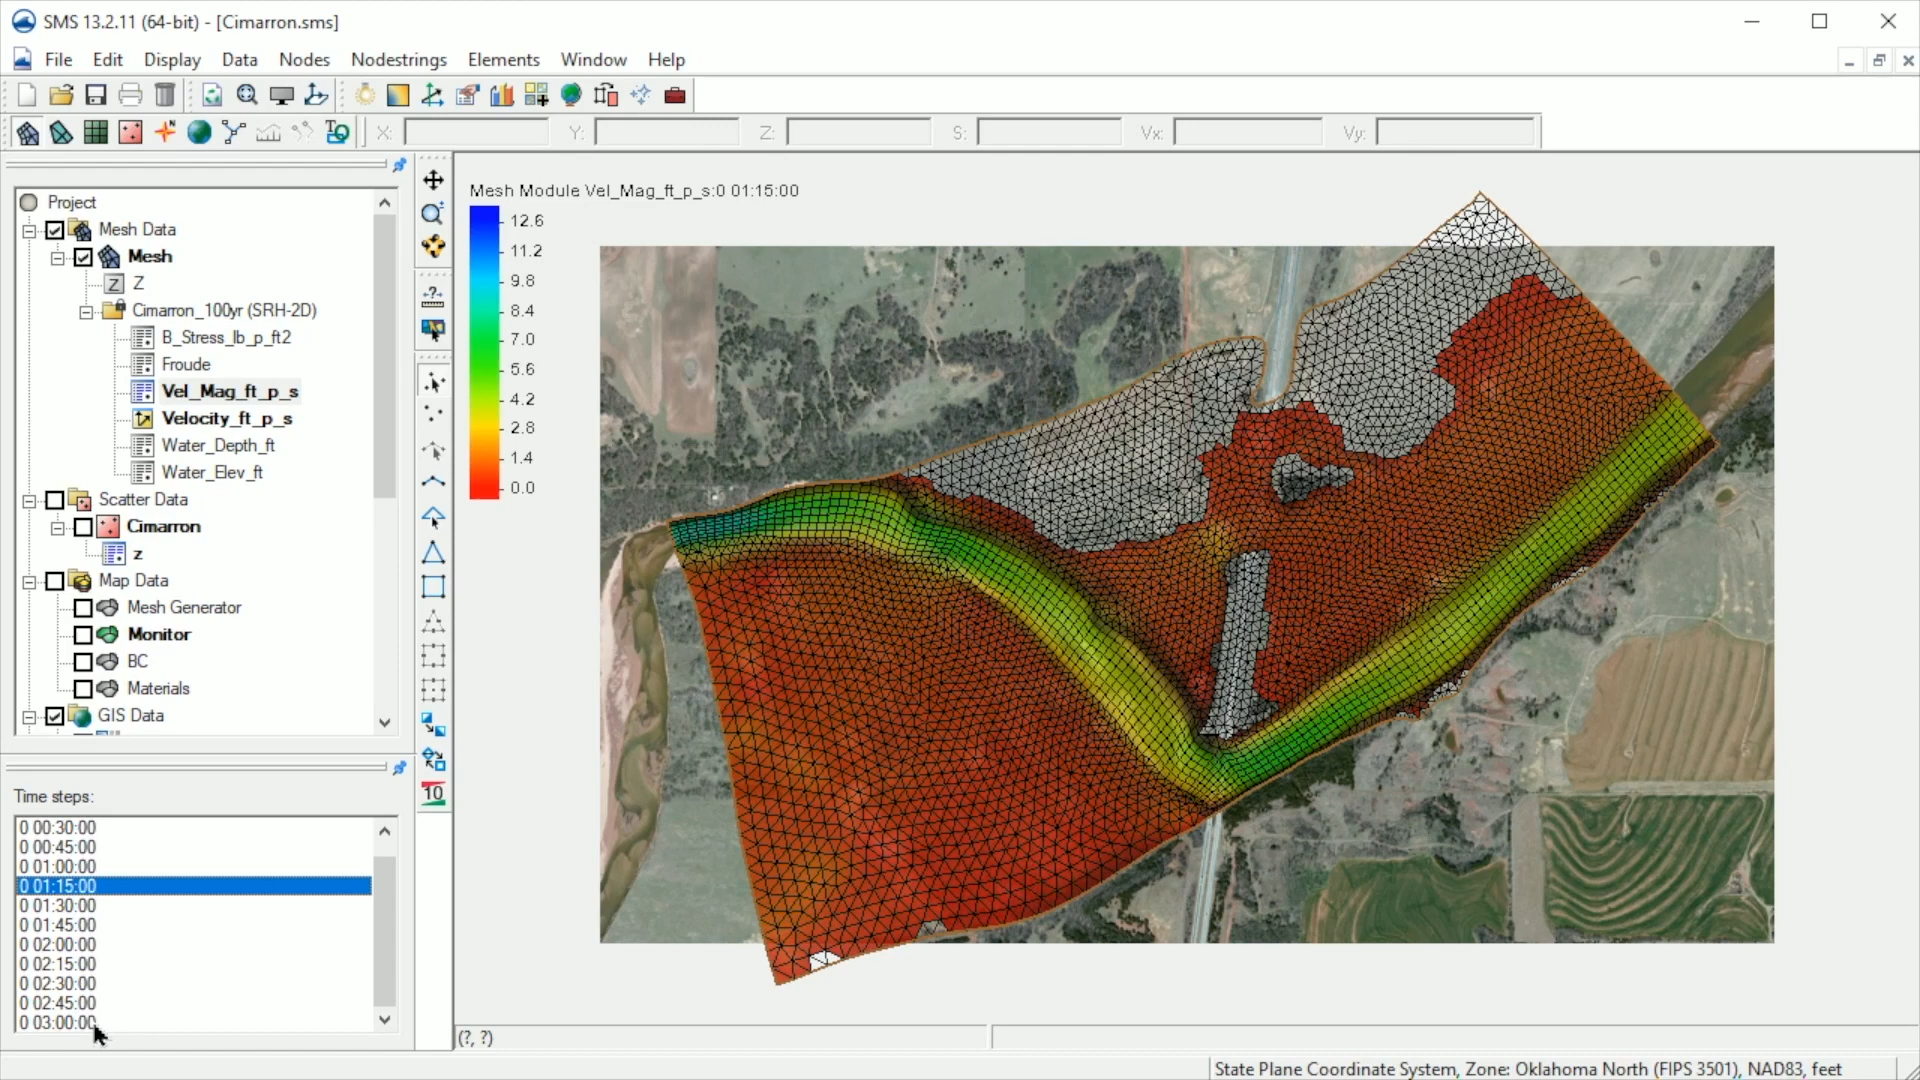 SMS 13.2.11 (64-bit) - [Cimarron.sms]
File Edit Display Data Nodes Nodestrings Elements Window Help
X: Y: Z: S: Vx: Vy:
Project
Mesh Data
Mesh
Z Z
Cimarron_100yr (SRH-2D)
B_Stress_lb_p_ft2
Froude
Vel_Mag_ft_p_s
Velocity_ft_p_s
Water_Depth_ft
Water_Elev_ft
Scatter Data
Cimarron
z
Map Data
Mesh Generator
Monitor
BC
Materials
GIS Data
Time steps:
0 00:30:00
0 00:45:00
0 01:00:00
0 01:15:00
0 01:30:00
0 01:45:00
0 02:00:00
0 02:15:00
0 02:30:00
0 02:45:00
0 03:00:00
?
10
Mesh Module Vel_Mag_ft_p_s:0 01:15:00
12.6
11.2
9.8
8.4
7.0
5.6
4.2
2.8
1.4
0.0
(?, ?)
State Plane Coordinate System, Zone: Oklahoma North (FIPS 3501), NAD83, feet